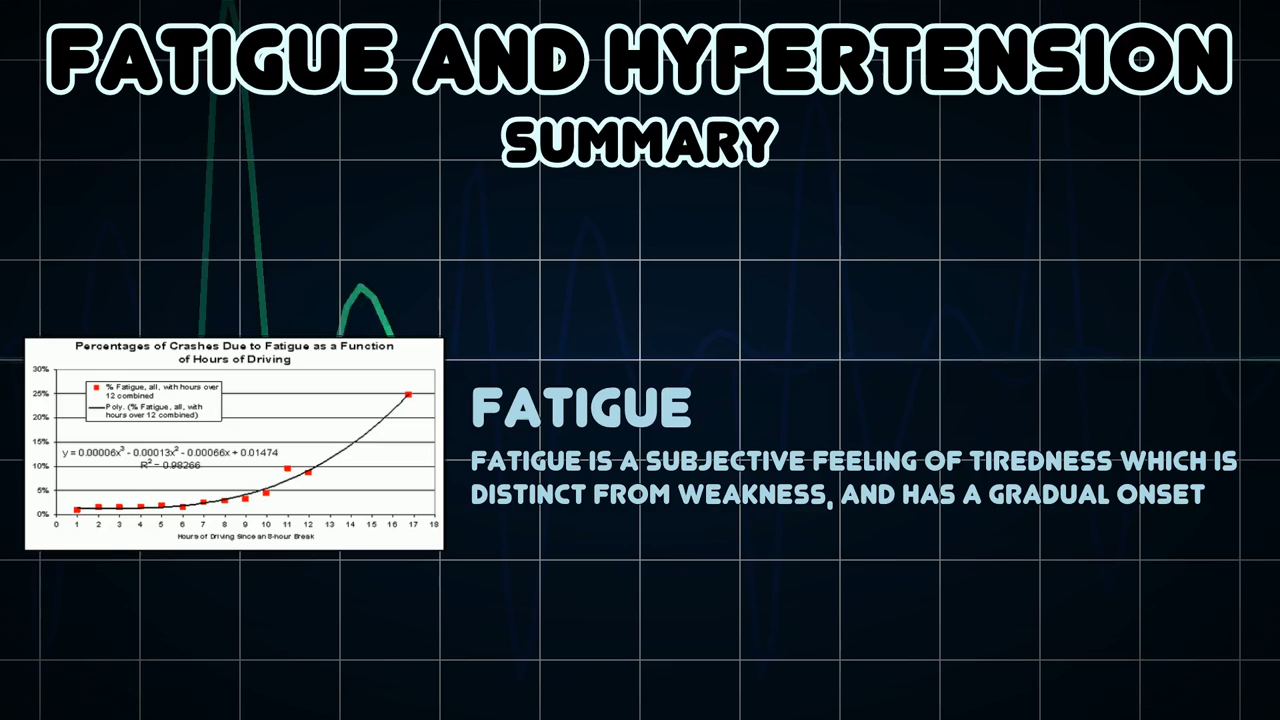 FATIGUE AND HYPERTENSION
SUMMARY
Percentages of Crashes Due to Fatigue as a Function
of Hours of Driving
30%
25%
20%
15%
10%
5%
0%
% Fatigue, all, with hours over
12 combined
Poly. (% Fatigue, all, with
hours over 12 combined)
y = 0.00006x³ - 0.00013x² - 0.00066x + 0.01474
R² = 0.98266
0 1 2 3 4 5 6 7 8 9 10 11 12 13 14 15 16 17 18
Hours of Driving Since an 8-hour Break
FATIGUE
FATIGUE IS A SUBJECTIVE FEELING OF TIREDNESS WHICH IS
DISTINCT FROM WEAKNESS, AND HAS A GRADUAL ONSET